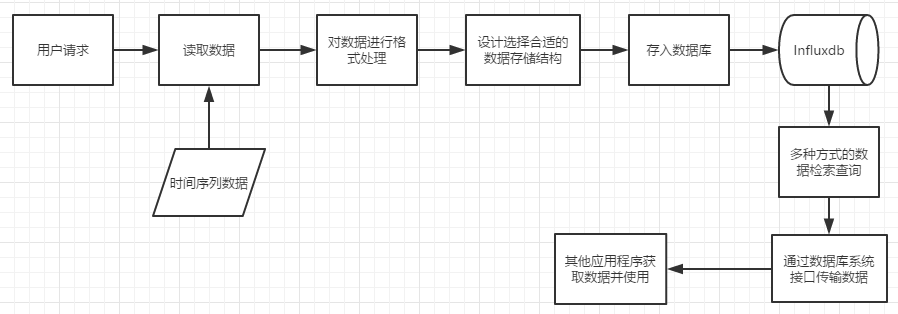 用户请求
读取数据
对数据进行格
式处理
设计选择合适的
数据存储结构
存入数据库
Influxdb
时间序列数据
多种方式的数
据检索查询
通过数据库系统
接口传输数据
其他应用程序获
取数据并使用